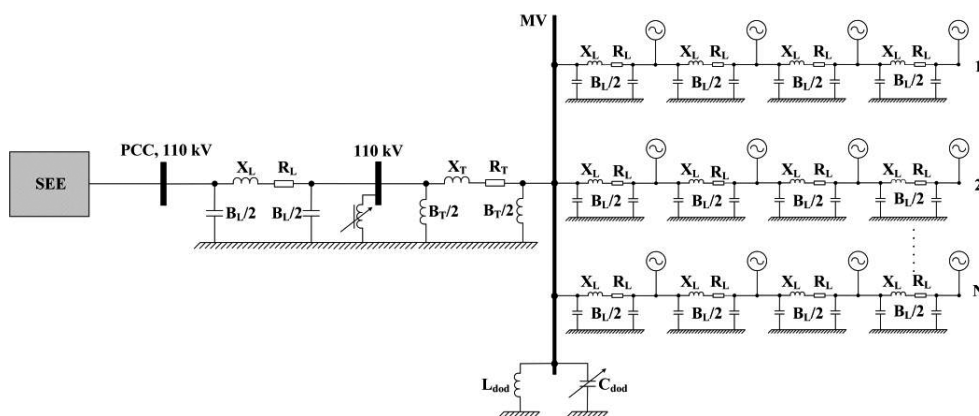 MV
X_L R_L X_L R_L X_L R_L X_L R_L
1
B_L/2 B_L/2 B_L/2 B_L/2
PCC, 110 kV 110 kV
SEE
X_L R_L X_T R_T
B_L/2 B_L/2 B_T/2 B_T/2
X_L R_L X_L R_L X_L R_L X_L R_L
2
B_L/2 B_L/2 B_L/2 B_L/2
X_L R_L X_L R_L X_L R_L X_L R_L
N
B_L/2 B_L/2 B_L/2 B_L/2
L_dod C_dod